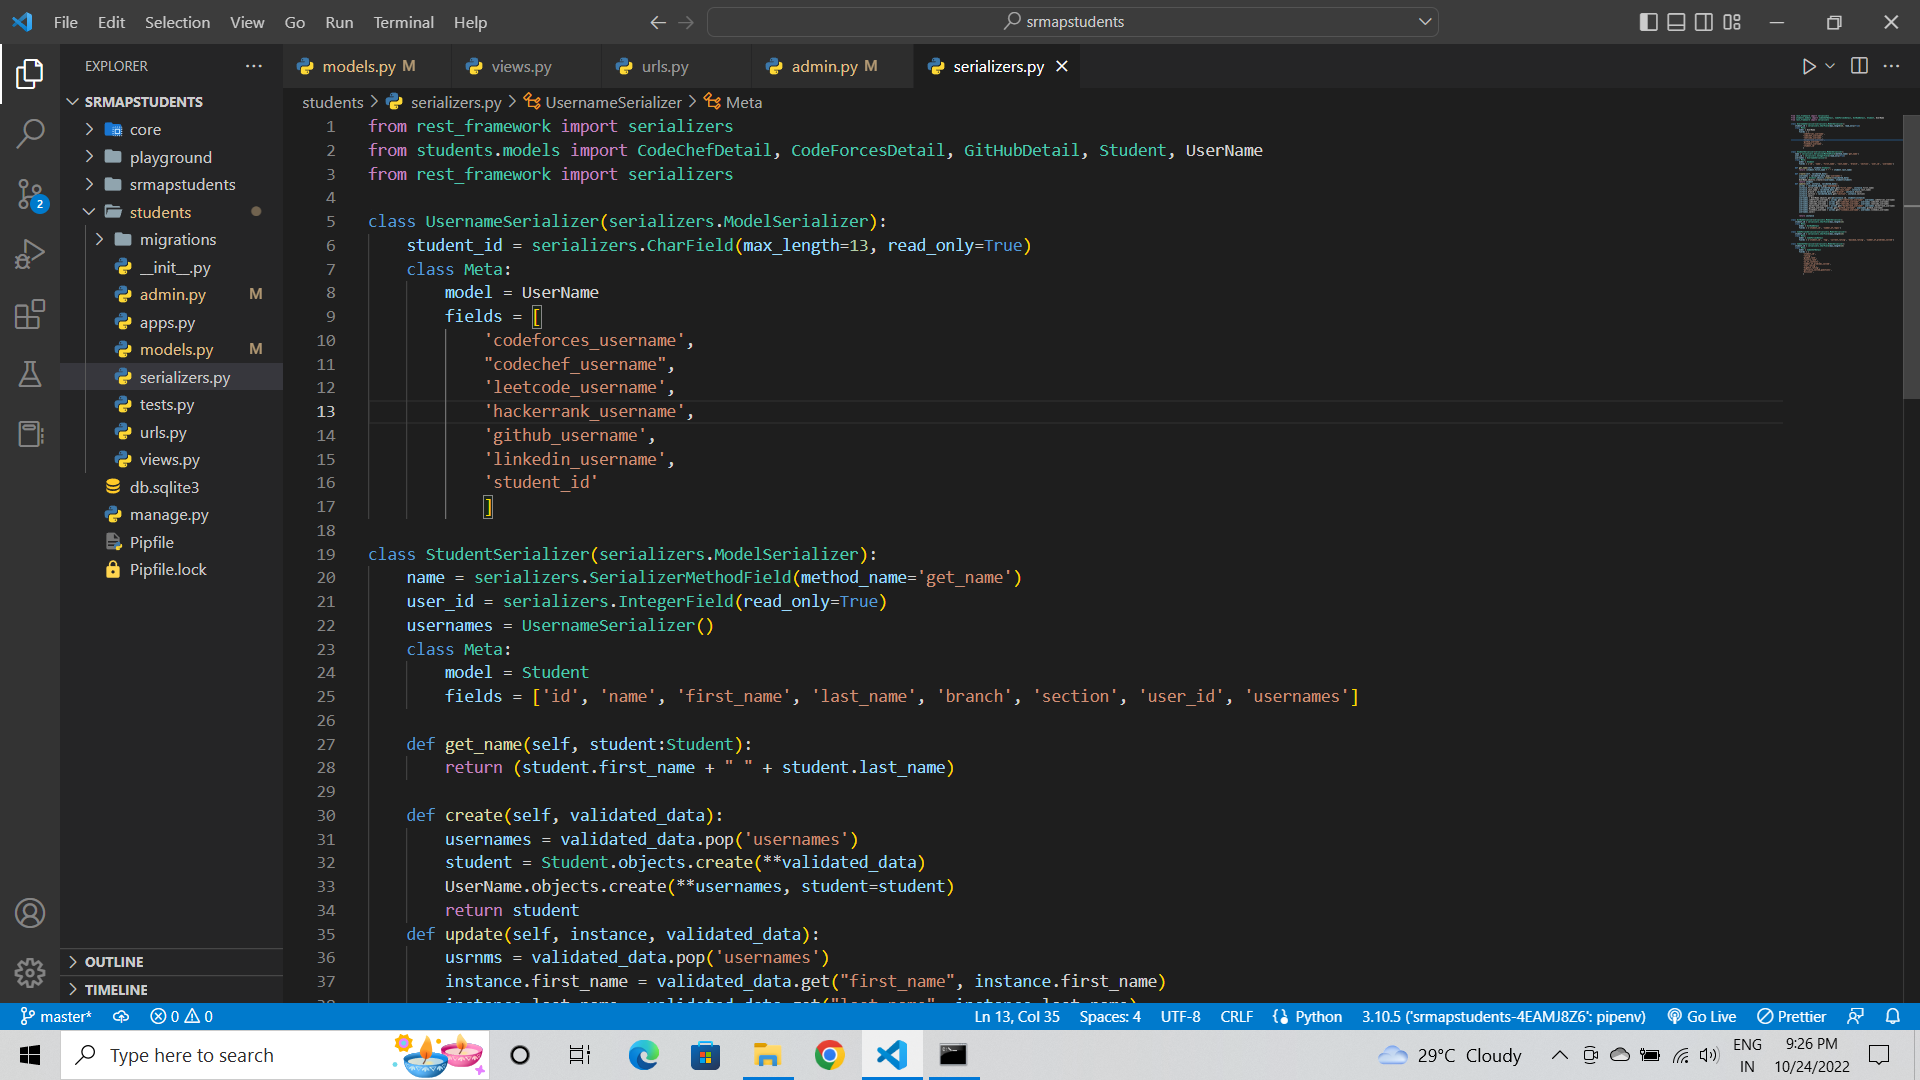 File Edit Selection View Go Run Terminal Help
srmapstudents
EXPLORER
SRMAPSTUDENTS
core
playground
srmapstudents
students
migrations
__init__.py
admin.py M
apps.py
models.py M
serializers.py
tests.py
urls.py
views.py
db.sqlite3
manage.py
Pipfile
Pipfile.lock
OUTLINE
TIMELINE
2
models.py M views.py urls.py admin.py M serializers.py
students > serializers.py > UsernameSerializer > Meta
1 from rest_framework import serializers
2 from students.models import CodeChefDetail, CodeForcesDetail, GitHubDetail, Student, UserName
3 from rest_framework import serializers
4
5 class UsernameSerializer(serializers.ModelSerializer):
6 student_id = serializers.CharField(max_length=13, read_only=True)
7 class Meta:
8 model = UserName
9 fields = [
10 'codeforces_username',
11 "codechef_username",
12 'leetcode_username',
13 'hackerrank_username',
14 'github_username',
15 'linkedin_username',
16 'student_id'
17 ]
18
19 class StudentSerializer(serializers.ModelSerializer):
20 name = serializers.SerializerMethodField(method_name='get_name')
21 user_id = serializers.IntegerField(read_only=True)
22 usernames = UsernameSerializer()
23 class Meta:
24 model = Student
25 fields = ['id', 'name', 'first_name', 'last_name', 'branch', 'section', 'user_id', 'usernames']
26
27 def get_name(self, student:Student):
28 return (student.first_name + " " + student.last_name)
29
30 def create(self, validated_data):
31 usernames = validated_data.pop('usernames')
32 student = Student.objects.create(**validated_data)
33 UserName.objects.create(**usernames, student=student)
34 return student
35 def update(self, instance, validated_data):
36 usrnms = validated_data.pop('usernames')
37 instance.first_name = validated_data.get("first_name", instance.first_name)
38 instance.last_name = validated_data.get("last_name", instance.last_name)
master* 0 0 Ln 13, Col 35 Spaces: 4 UTF-8 CRLF Python 3.10.5 ('srmapstudents-4EAMJ8Z6': pipenv) Go Live Prettier
Type here to search 29°C Cloudy ENG IN 9:26 PM 10/24/2022